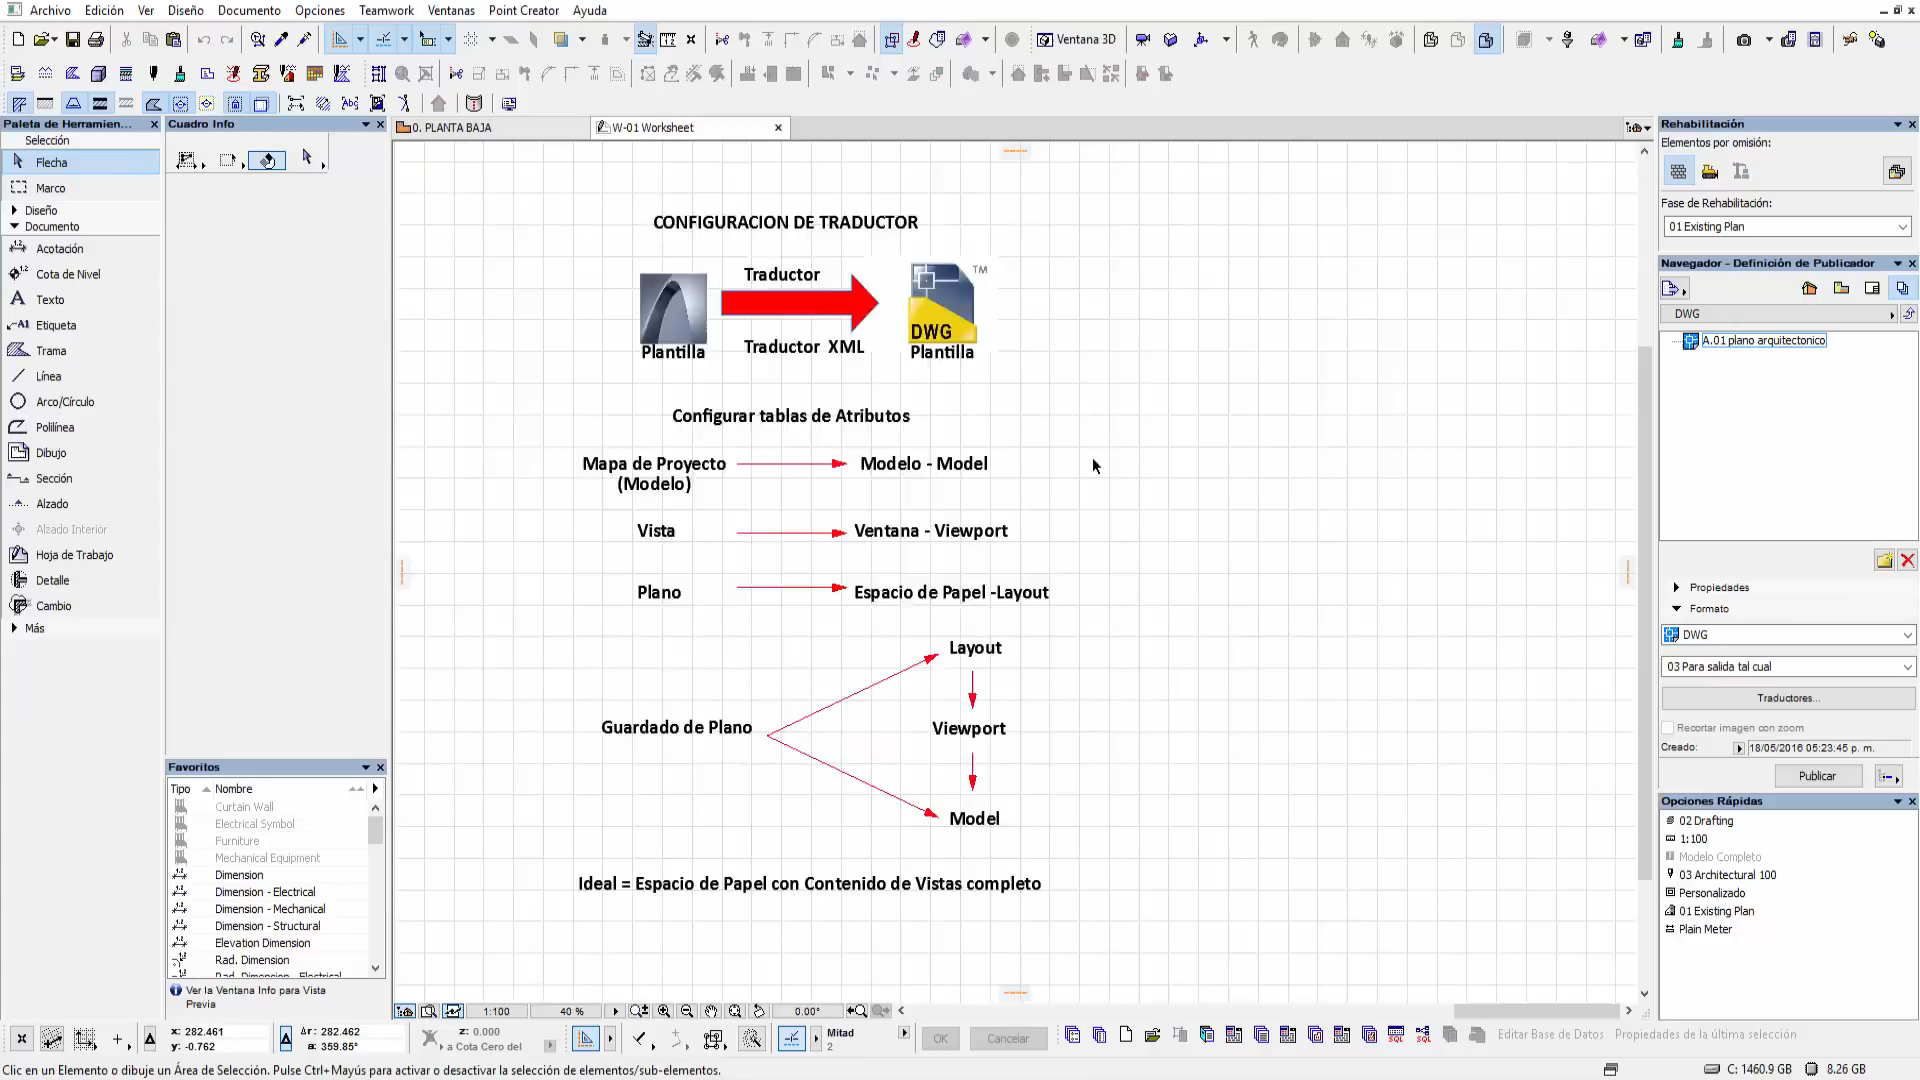 Archivo Edición Ver Diseño Documento Opciones Teamwork Ventanas Point Creator Ayuda
Ventana 3D
Paleta de Herramien...
Selección
Flecha
Marco
Diseño
Documento
Acotación
Cota de Nivel
Texto
Etiqueta
Trama
Línea
Arco/Círculo
Polilínea
Dibujo
Sección
Alzado
Alzado Interior
Hoja de Trabajo
Detalle
Cambio
Más
Cuadro Info
Favoritos
Tipo Nombre
Curtain Wall
Electrical Symbol
Furniture
Mechanical Equipment
Dimension
Dimension - Electrical
Dimension - Mechanical
Dimension - Structural
Elevation Dimension
Rad. Dimension
Rad. Dimension - Electrical
Ver la Ventana Info para Vista
Previa
0. PLANTA BAJA
W-01 Worksheet
CONFIGURACION DE TRADUCTOR
Traductor
TM
DWG
Traductor XML
Plantilla
Plantilla
Configurar tablas de Atributos
Mapa de Proyecto
(Modelo)
Modelo - Model
Vista
Ventana - Viewport
Plano
Espacio de Papel -Layout
Layout
Guardado de Plano
Viewport
Model
Ideal = Espacio de Papel con Contenido de Vistas completo
1:100
40 %
0.00°
Rehabilitación
Elementos por omisión:
Fase de Rehabilitación:
01 Existing Plan
Navegador - Definición de Publicador
DWG
A.01 plano arquitectonico
Propiedades
Formato
DWG
03 Para salida tal cual
Traductores...
Recortar imagen con zoom
Creado:
18/05/2016 05:23:45 p. m.
Publicar
Opciones Rápidas
02 Drafting
1:100
Modelo Completo
03 Architectural 100
Personalizado
01 Existing Plan
Plain Meter
x: 282.461
y: -0.762
Δr: 282.462
a: 359.85°
z: 0.000
a Cota Cero del
Mitad
2
OK
Cancelar
Editar Base de Datos
Propiedades de la última selección
Clic en un Elemento o dibuje un Área de Selección. Pulse Ctrl+Mayús para activar o desactivar la selección de elementos/sub-elementos.
C: 1460.9 GB
8.26 GB